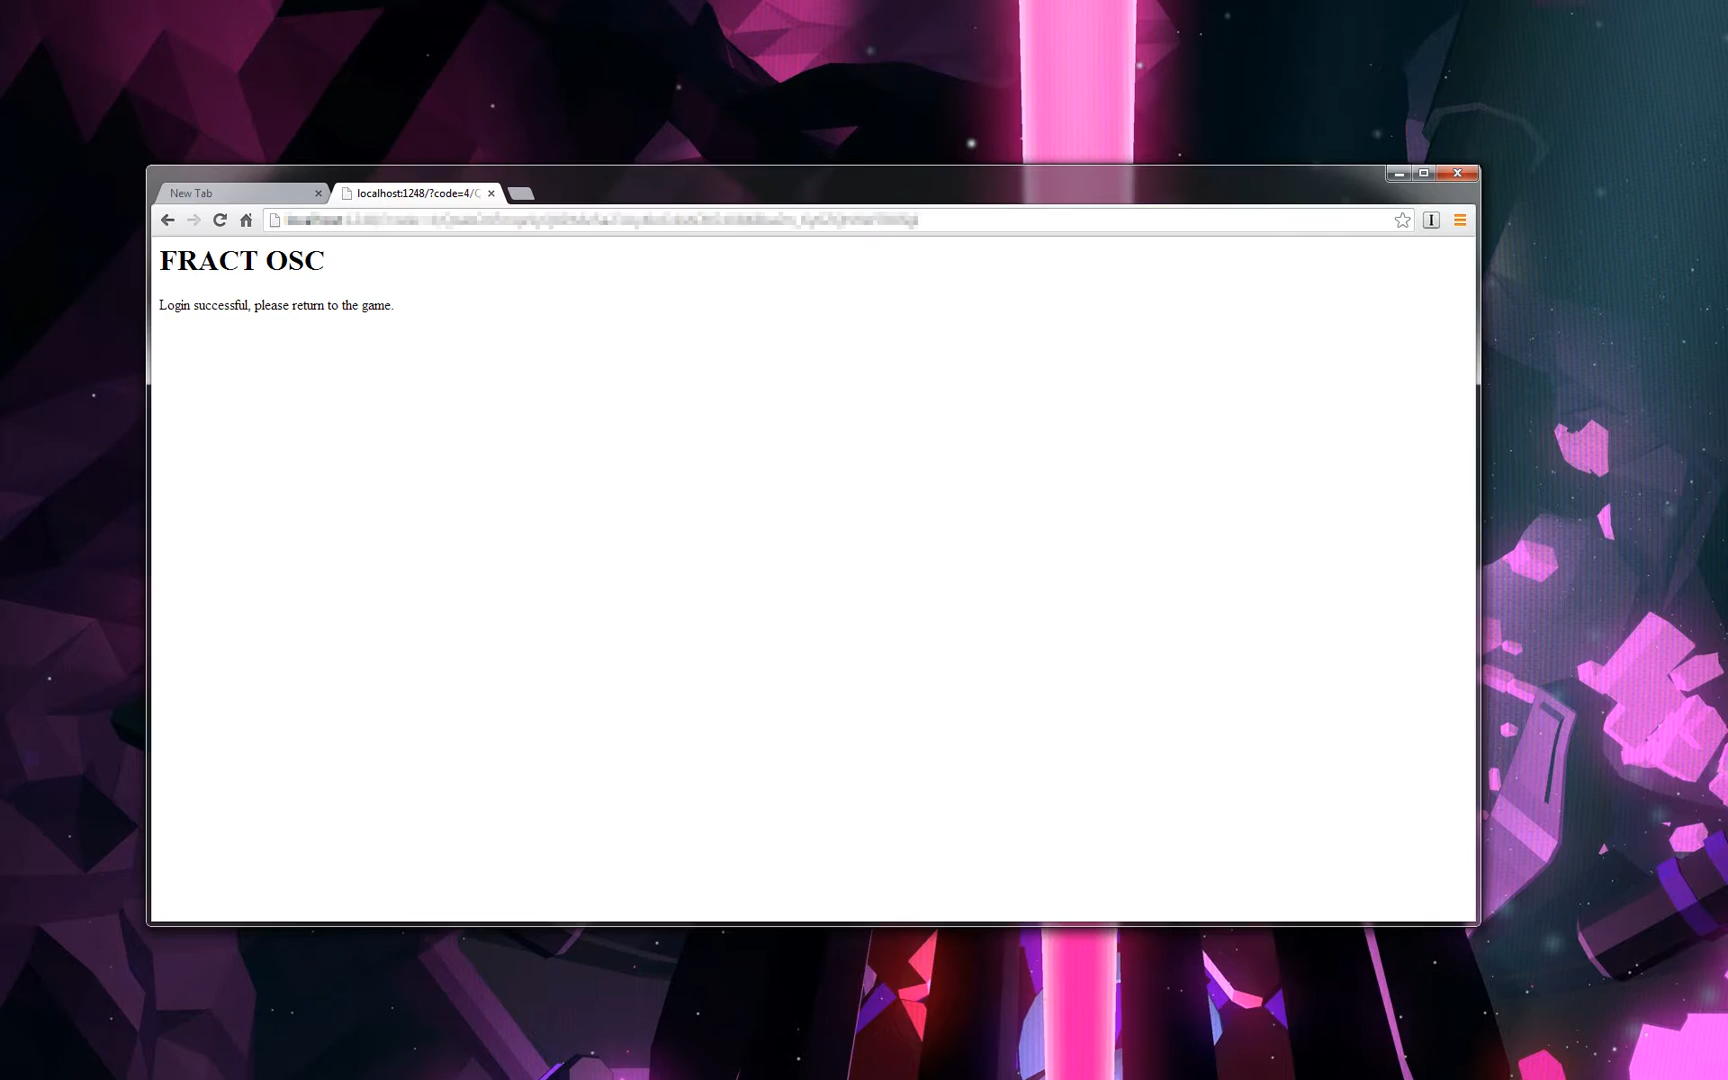 New Tab
localhost:1248/?code=4/C
FRACT OSC
Login successful, please return to the game.